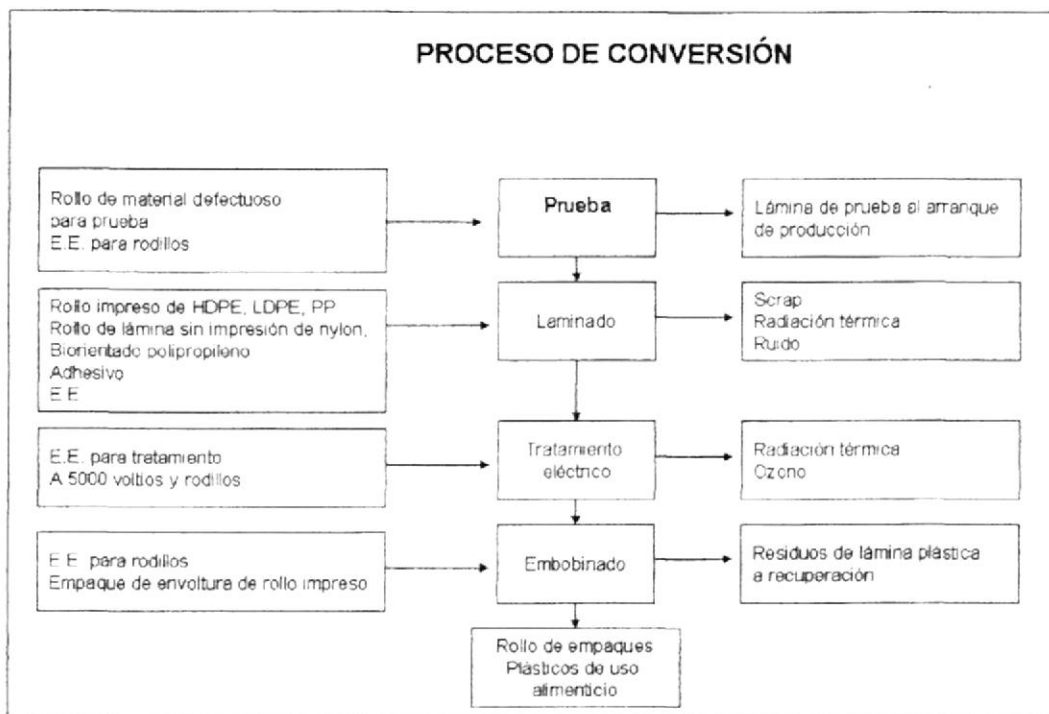 PROCESO DE CONVERSIÓN
Rollo de material defectuoso
para prueba
E.E. para rodillos
Prueba
Lámina de prueba al arranque
de producción
Rollo impreso de HDPE, LDPE, PP
Rollo de lámina sin impresión de nylon,
Biorientado polipropileno
Adhesivo
E.E
Laminado
Scrap
Radiación térmica
Ruido
E.E. para tratamiento
A 5000 voltios y rodillos
Tratamiento
eléctrico
Radiación térmica
Ozono
E.E. para rodillos
Empaque de envoltura de rollo impreso
Embobinado
Residuos de lámina plástica
a recuperación
Rollo de empaques
Plásticos de uso
alimenticio